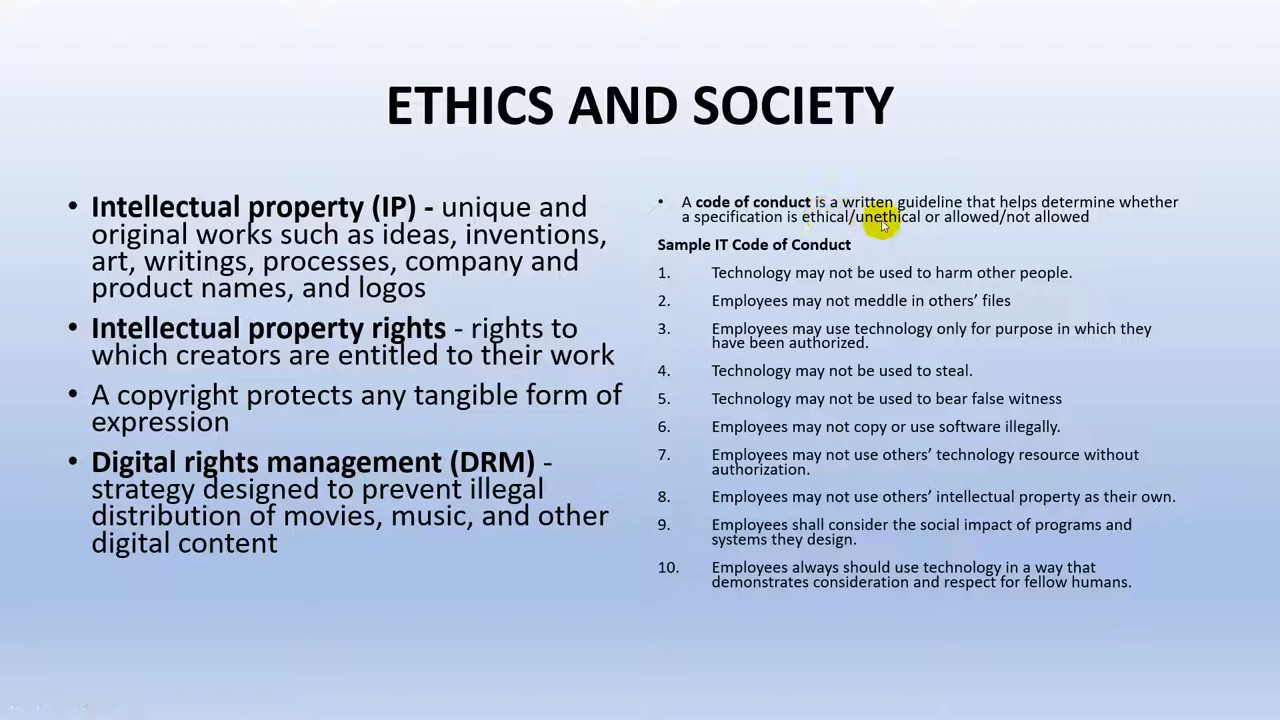 ETHICS AND SOCIETY
• Intellectual property (IP) - unique and
original works such as ideas, inventions,
art, writings, processes, company and
product names, and logos
• Intellectual property rights - rights to
which creators are entitled to their work
• A copyright protects any tangible form of
expression
• Digital rights management (DRM) -
strategy designed to prevent illegal
distribution of movies, music, and other
digital content
• A code of conduct is a written guideline that helps determine whether
a specification is ethical/unethical or allowed/not allowed
Sample IT Code of Conduct
1. Technology may not be used to harm other people.
2. Employees may not meddle in others’ files
3. Employees may use technology only for purpose in which they
have been authorized.
4. Technology may not be used to steal.
5. Technology may not be used to bear false witness
6. Employees may not copy or use software illegally.
7. Employees may not use others’ technology resource without
authorization.
8. Employees may not use others’ intellectual property as their own.
9. Employees shall consider the social impact of programs and
systems they design.
10. Employees always should use technology in a way that
demonstrates consideration and respect for fellow humans.